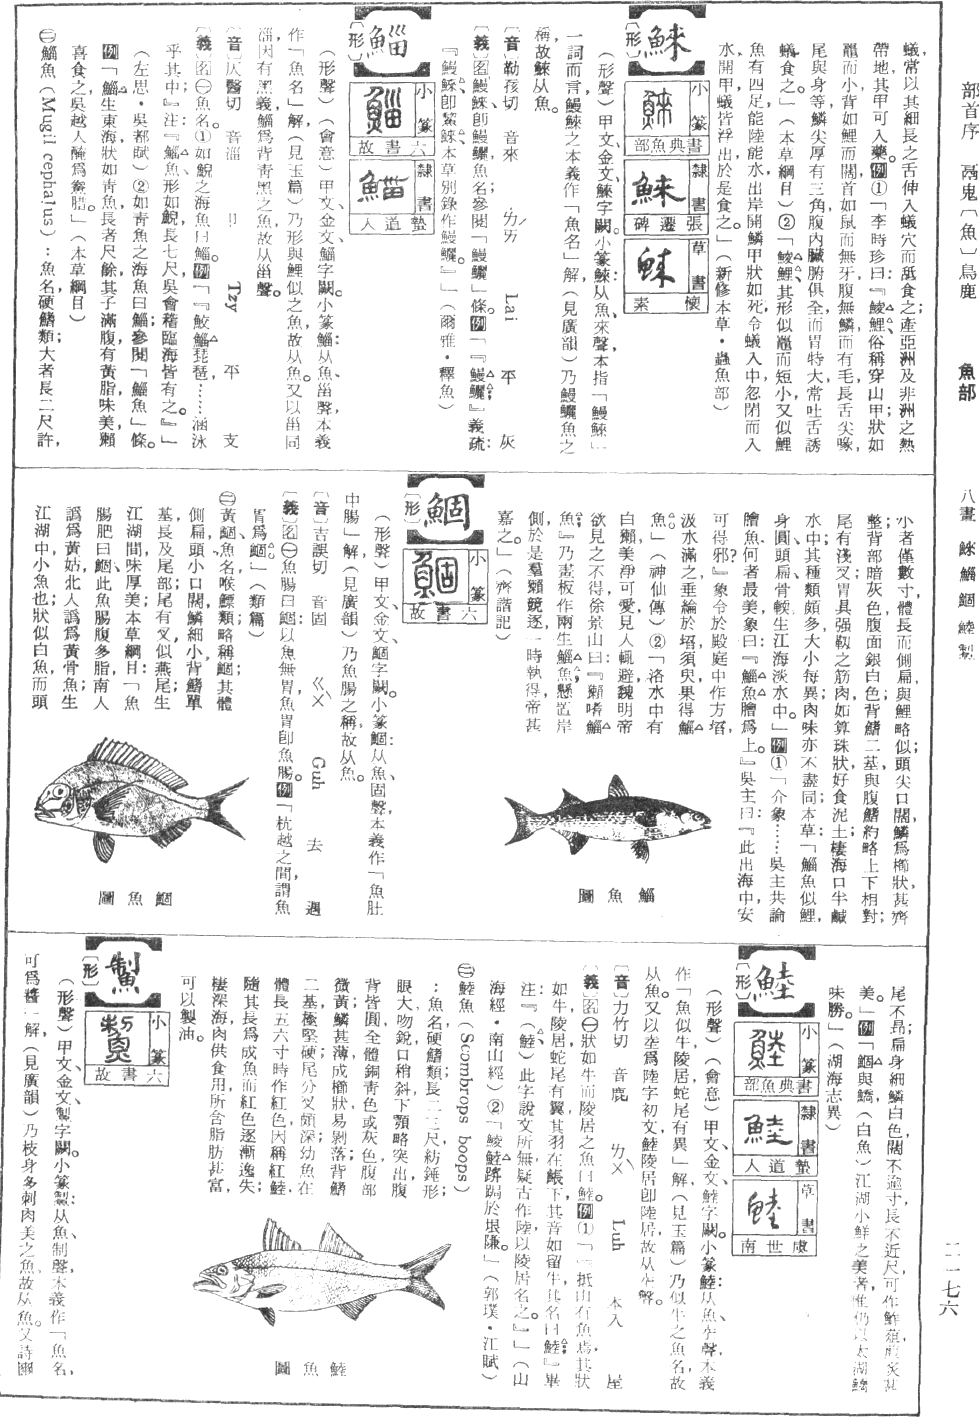 部首序 鬲鬼〔魚〕鳥鹿
魚部
八畫 鯠 鯔 鯝 鯥 鮆
二一七六
蟻，常以其細長之舌伸入蟻穴而舐食之；產亞洲及非洲之熱
帶地；其甲可入藥。例①「李時珍曰：『鯪鯉，俗稱穿山甲，狀如
鼉而小，背如鯉而闊，首如鼠而無牙，腹無鱗而有毛，長舌尖喙，
尾與身等，鱗尖厚，有三角，腹內臟腑俱全，而胃特大，常吐舌誘
蟻食之。」（本草綱目）②「鯪鯉，其形似鼉而短小，又似鯉
魚，有四足，能陸能水，出岸開鱗甲，狀如死，令蟻入中，忽閉而入
水，開甲，蟻皆浮出，於是食之。」（新修本草・蟲魚部）
鯠
〔形〕
小篆 部魚典書
隸書 碑遷張
草書 素懷
（形聲）甲文、金文、鯠字闕。小篆鯠：从魚、來聲，本指「鰻鯠」
一詞而言，鰻鯠之本義作「魚名」解（見廣韻）乃鰻鱺魚之
稱，故鯠从魚。
〔音〕勒孩切 音來 ㄌㄞˊ Lai 平 灰
〔義〕名鰻鯠，卽鰻鱺，魚名，參閱「鰻鱺」條。例「『鰻鱺』義疏：
『鰻鯠卽鱀鯠，本草別錄作鰻鱺。』」（爾雅・釋魚）
鯔
〔形〕
小篆 故書六
隸書 人道墊
（形聲）（會意）甲文、金文、鯔字闕。小篆鯔：从魚、甾聲，本義
作「魚名」解（見玉篇）乃形與鯉似之魚，故从魚。又以甾同
淄，因有黑義，鯔爲背靑黑之魚，故从甾聲。
〔音〕仄醫切 音淄 ㄗ Tzy 平 支
〔義〕名㊀魚名①如鯢之海魚曰鯔。例「『鮫鯔琵琶……涵泳
乎其中』注：『鯔魚形如鯢，長七尺，吳會稽臨海皆有之。』」
（左思・吳都賦）②如靑魚之海魚曰鯔；參閱「鯔魚」條。
例「鯔生東海，狀如靑魚，長者尺餘，其子滿腹，有黃脂，味美，獺
喜食之，吳越人醃爲鮝腊。」（本草綱目）
㊁鯔魚（Mugil cephalus）：魚名，硬鰭類，大者長二尺許，
小者僅數寸，體長而側扁，與鯉略似；頭尖口闊，鱗爲櫛狀，甚齊
整；背部暗灰色，腹面銀白色；背鰭二基，與腹鰭約略上下相對；
尾有淺叉；胃具强韌之筋肉，如算珠狀；好食泥土；棲海口半鹹
水中；其種類頗多，大小每異，肉味亦不盡同；本草：「鯔魚似鯉，
身圓頭扁，骨軟，生江海淡水中。」例①「介象……吳主共論
膾魚何者最美，象曰：『鯔魚膾爲上。』吳主曰：『此出海中，安
可得邪？』象令於殿庭中作方埳，
汲水滿之，垂綸於埳，須臾果得鯔
魚」（神仙傳）②「洛水中有
白獺，美淨可愛，見人輒避，魏明帝
欲見之不得；徐景山曰：『獺嗜鯔
魚。』乃畫板作兩生鯔魚，懸置岸
側；於是羣獺競逐，一時執得，帝甚
嘉之。」（齊諧記）
圖魚鯔
鯝
〔形〕
小篆 故書六
（形聲）甲文、金文、鯝字闕。小篆鯝：从魚、固聲，本義作「魚肚
中腸」解（見廣韻）乃魚腸之稱，故从魚。
〔音〕古誤切 音固 ㄍㄨˋ Guh 去 遇
〔義〕名㊀魚腸曰鯝；以魚無胃，魚胃卽魚腸。例「杭越之間謂魚
胃爲鯝」（類篇）
㊁黃鯝，魚名，喉鰾類，略稱鯝；其體
側扁，頭小，口闊，鱗細小，背鰭單
基，長及尾部；尾有叉，似燕尾；生
江湖間，味厚美；本草綱目：「魚
腸肥曰鯝，此魚腸腹多脂，南人
譌爲黃姑，北人譌爲黃骨魚；生
江湖中小魚也；狀似白魚，而頭
圖魚鯝
尾不昂，扁身細鱗，白色，闊不逾寸，長不近尺，可作鮓葅，煎炙甚
美。」例「鯝與鱎（白魚）江湖小鮮之美者，惟仍以太湖鱭
味勝。」（湖海志異）
鯥
〔形〕
小篆 部魚典書
隸書 人道墊
草書 南世虞
（形聲）（會意）甲文、金文、鯥字闕。小篆鯥：从魚、坴聲，本義
作「魚似牛，陵居蛇尾有異」解（見玉篇）乃似牛之魚名，故
从魚。又以坴爲陸字初文，鯥陵居卽陸居，故从坴聲。
〔音〕力竹切 音鹿 ㄌㄨˋ Luh 本入 屋
〔義〕名㊀狀如牛而陵居之魚曰鯥。例①「『柢山有魚焉，其狀
如牛，陵居，蛇尾有翼，其羽在鮭下，其音如留牛，其名曰鯥』畢
注：『（鯥）此字說文所無，疑古作陸，以陵居名之。』」（山
海經・南山經）②「鯪鯥踦䠊於垠隒。」（郭璞・江賦）
㊁鯥魚（Scombrops boops）
：魚名，硬鰭類，長二三尺，紡錘形；
眼大，吻銳，口稍斜，下顎略突出，腹
背皆圓，全體銅靑色或灰色，腹部
微黃；鱗甚薄，成櫛狀，易剝落；背鰭
二基，極堅硬；尾分叉頗深；幼魚在
體長五六寸時作紅色，因稱紅鯥，
隨其長爲成魚，而紅色逐漸逸失；
棲深海，肉供食用，所含脂肪甚富，
可以製油。
圖魚鯥
〔形〕
小篆 故書六
（形聲）甲文、金文、鯯字闕。小篆鯯：从魚、制聲，本義作「魚名，
可爲醬」解（見廣韻）乃枝身多刺肉美之魚，故从魚。又詩豳